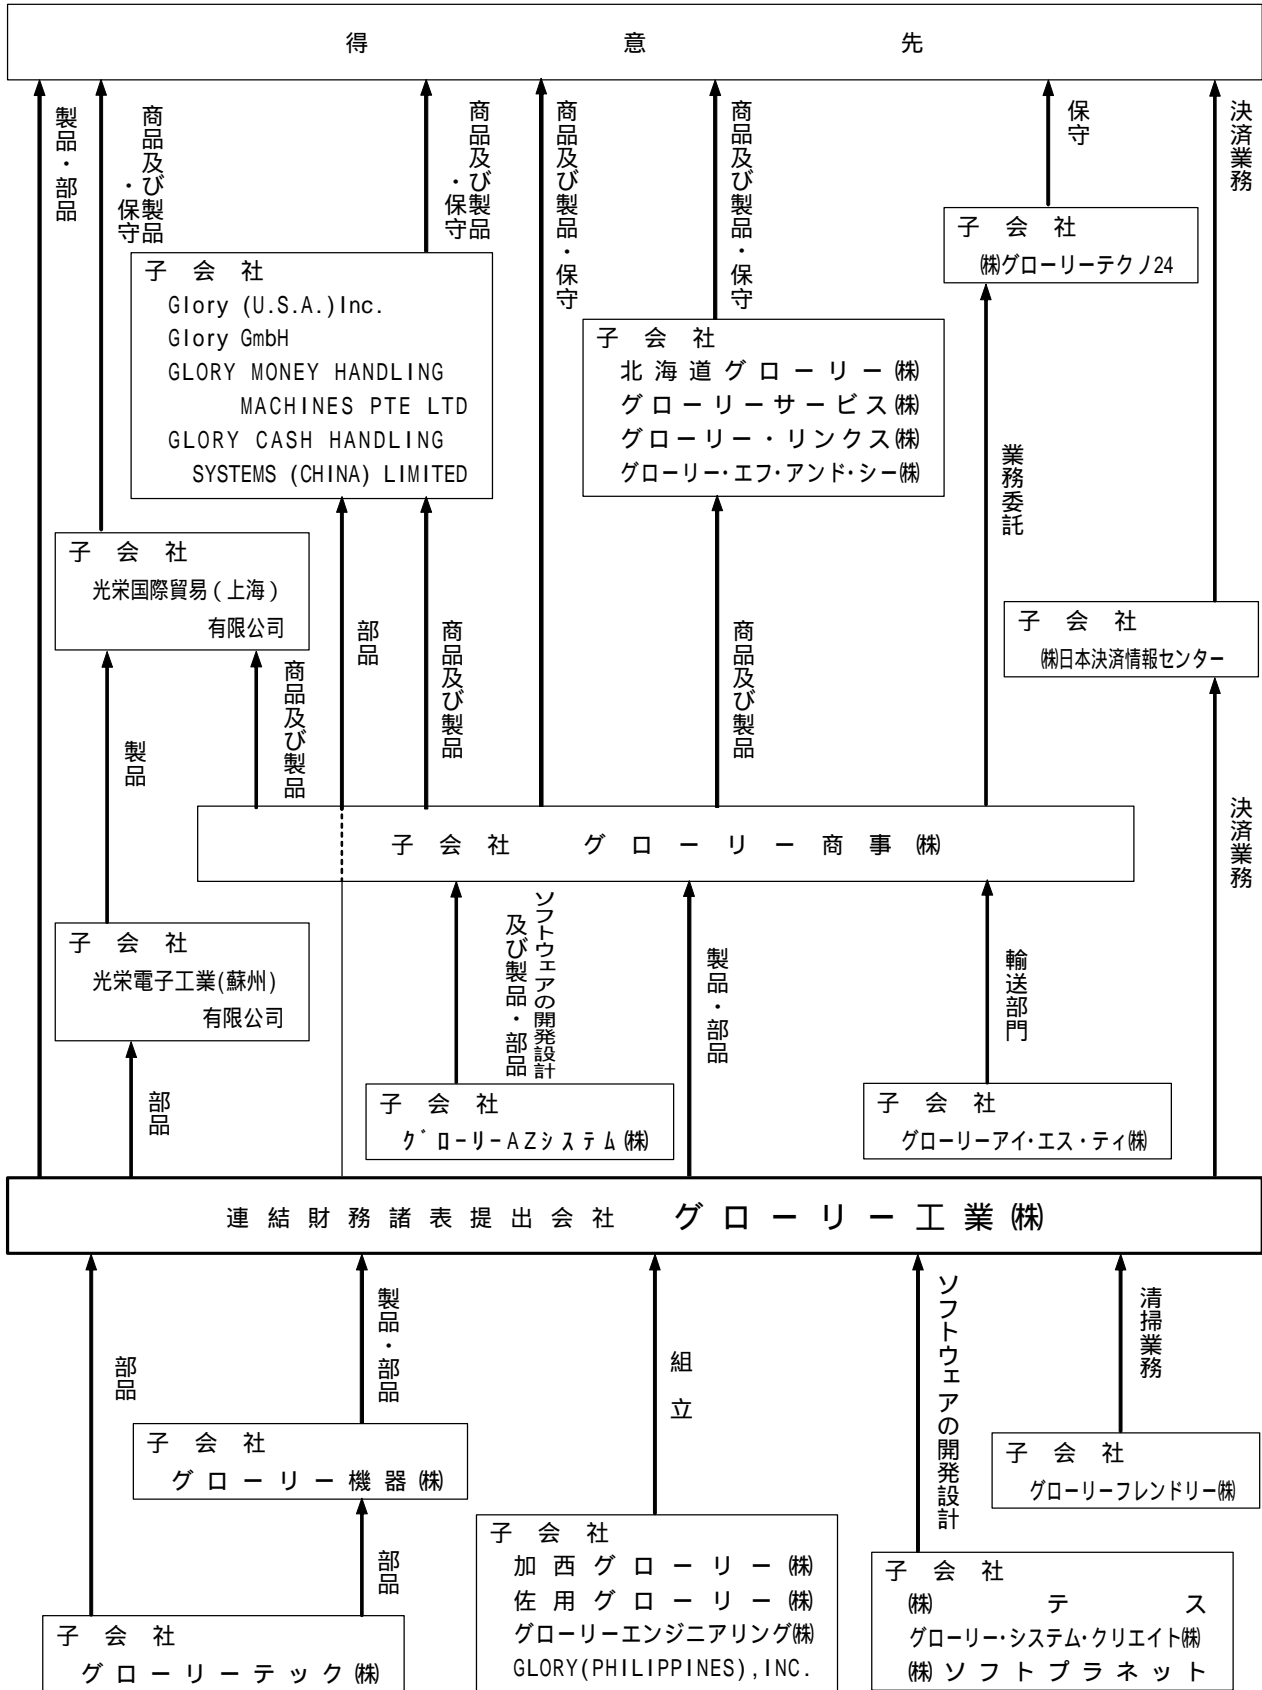 得意先
製品・部品
商品及び製品
・保守
商品及び製品
・保守
商品及び製品・保守
商品及び製品・保守
保守
決済業務
子会社
㈱グローリーテクノ24
子会社
Glory (U.S.A.)Inc.
Glory GmbH
GLORY MONEY HANDLING
MACHINES PTE LTD
GLORY CASH HANDLING
SYSTEMS (CHINA) LIMITED
子会社
北海道グローリー㈱
グローリーサービス㈱
グローリー・リンクス㈱
グローリー・エフ・アンド・シー㈱
業務委託
子会社
光栄国際貿易(上海)
有限公司
子会社
㈱日本決済情報センター
製品
商品及び製品
部品
商品及び製品
商品及び製品
決済業務
子会社 グローリー商事㈱
子会社
光栄電子工業(蘇州)
有限公司
ソフトウェアの開発設計
及び製品・部品
製品・部品
輸送部門
部品
子会社
グローリーAZシステム㈱
子会社
グローリーアイ・エス・ティ㈱
連結財務諸表提出会社 グローリー工業㈱
部品
製品・部品
組立
ソフトウェアの開発設計
清掃業務
子会社
グローリー機器㈱
子会社
グローリーフレンドリー㈱
部品
子会社
加西グローリー㈱
佐用グローリー㈱
グローリーエンジニアリング㈱
GLORY(PHILIPPINES),INC.
子会社
㈱テス
グローリー・システム・クリエイト㈱
㈱ソフトプラネット
子会社
グローリーテック㈱